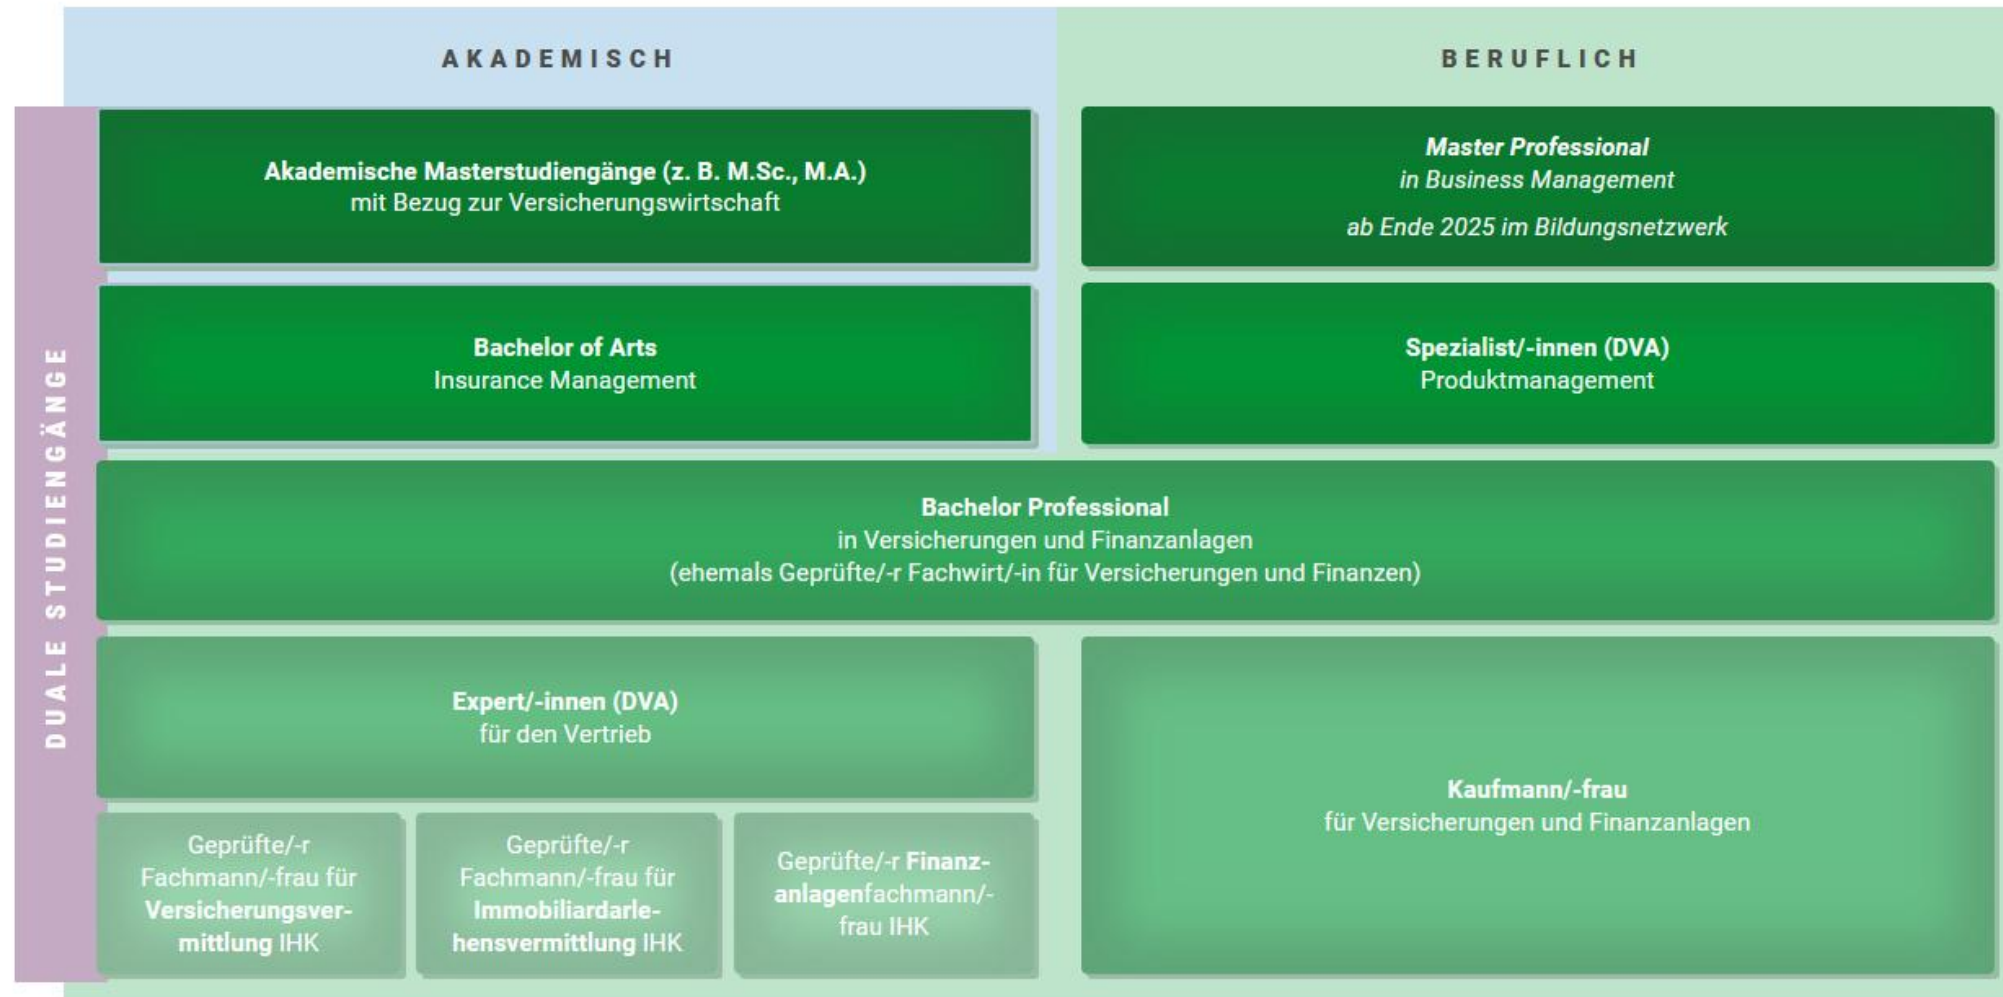 AKADEMISCH
BERUFLICH
DUALE STUDIENGÄNGE
Akademische Masterstudiengänge (z. B. M.Sc., M.A.)
mit Bezug zur Versicherungswirtschaft
Master Professional
in Business Management
ab Ende 2025 im Bildungsnetzwerk
Bachelor of Arts
Insurance Management
Spezialist/-innen (DVA)
Produktmanagement
Bachelor Professional
in Versicherungen und Finanzanlagen
(ehemals Geprüfte/-r Fachwirt/-in für Versicherungen und Finanzen)
Expert/-innen (DVA)
für den Vertrieb
Kaufmann/-frau
für Versicherungen und Finanzanlagen
Geprüfte/-r
Fachmann/-frau für
Versicherungsver-
mittlung IHK
Geprüfte/-r
Fachmann/-frau für
Immobiliardarle-
hensvermittlung IHK
Geprüfte/-r Finanz-
anlagenfachmann/-
frau IHK